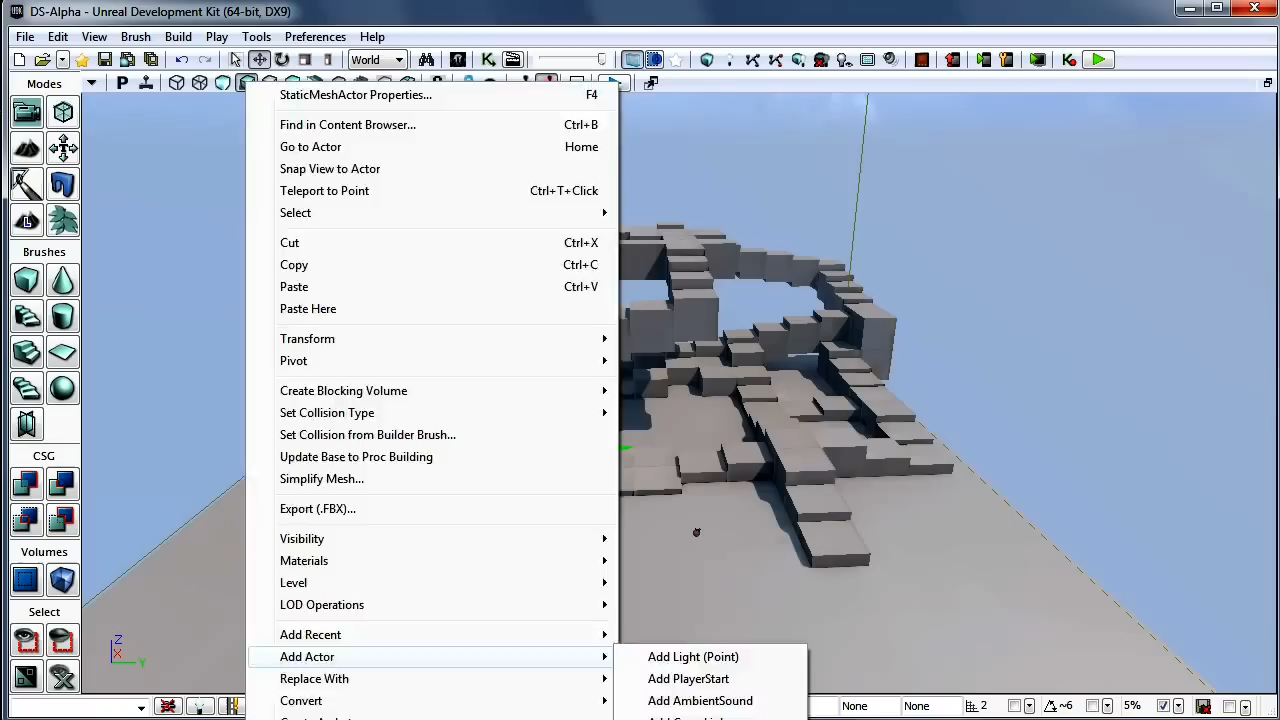 DS-Alpha - Unreal Development Kit (64-bit, DX9)
File Edit View Brush Build Play Tools Preferences Help
World
Modes
P
StaticMeshActor Properties... F4
Find in Content Browser... Ctrl+B
Go to Actor Home
Snap View to Actor
Teleport to Point Ctrl+T+Click
Select
Cut Ctrl+X
Copy Ctrl+C
Paste Ctrl+V
Paste Here
Transform
Pivot
Create Blocking Volume
Set Collision Type
Set Collision from Builder Brush...
Update Base to Proc Building
Simplify Mesh...
Export (.FBX)...
Visibility
Materials
Level
LOD Operations
Add Recent
Add Actor
Replace With
Convert
Brushes
CSG
Volumes
Select
Z
X
Y
Add Light (Point)
Add PlayerStart
Add AmbientSound
None None 2 ~6 5%